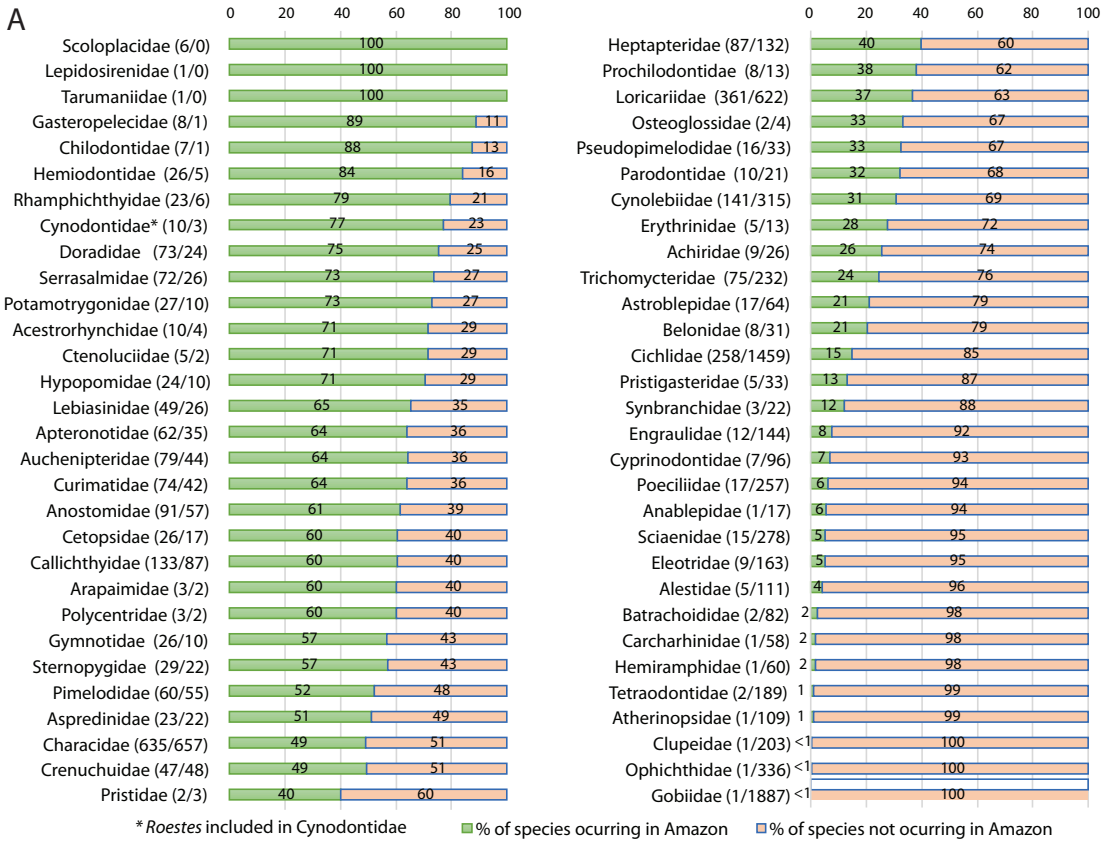 A
0 20 40 60 80 100
Scoloplacidae (6/0) 100
Lepidosirenidae (1/0) 100
Tarumaniidae (1/0) 100
Gasteropelecidae (8/1) 89 11
Chilodontidae (7/1) 88 13
Hemiodontidae (26/5) 84 16
Rhamphichthyidae (23/6) 79 21
Cynodontidae* (10/3) 77 23
Doradidae (73/24) 75 25
Serrasalmidae (72/26) 73 27
Potamotrygonidae (27/10) 73 27
Acestrorhynchidae (10/4) 71 29
Ctenoluciidae (5/2) 71 29
Hypopomidae (24/10) 71 29
Lebiasinidae (49/26) 65 35
Apteronotidae (62/35) 64 36
Auchenipteridae (79/44) 64 36
Curimatidae (74/42) 64 36
Anostomidae (91/57) 61 39
Cetopsidae (26/17) 60 40
Callichthyidae (133/87) 60 40
Arapaimidae (3/2) 60 40
Polycentridae (3/2) 60 40
Gymnotidae (26/10) 57 43
Sternopygidae (29/22) 57 43
Pimelodidae (60/55) 52 48
Aspredinidae (23/22) 51 49
Characidae (635/657) 49 51
Crenuchuidae (47/48) 49 51
Pristidae (2/3) 40 60
0 20 40 60 80 100
Heptapteridae (87/132) 40 60
Prochilodontidae (8/13) 38 62
Loricariidae (361/622) 37 63
Osteoglossidae (2/4) 33 67
Pseudopimelodidae (16/33) 33 67
Parodontidae (10/21) 32 68
Cynolebiidae (141/315) 31 69
Erythrinidae (5/13) 28 72
Achiridae (9/26) 26 74
Trichomycteridae (75/232) 24 76
Astroblepidae (17/64) 21 79
Belonidae (8/31) 21 79
Cichlidae (258/1459) 15 85
Pristigasteridae (5/33) 13 87
Synbranchidae (3/22) 12 88
Engraulidae (12/144) 8 92
Cyprinodontidae (7/96) 7 93
Poeciliidae (17/257) 6 94
Anablepidae (1/17) 6 94
Sciaenidae (15/278) 5 95
Eleotridae (9/163) 5 95
Alestidae (5/111) 4 96
Batrachoididae (2/82) 2 98
Carcharhinidae (1/58) 2 98
Hemiramphidae (1/60) 2 98
Tetraodontidae (2/189) 1 99
Atherinopsidae (1/109) 1 99
Clupeidae (1/203) <1 100
Ophichthidae (1/336) <1 100
Gobiidae (1/1887) <1 100
* Roestes included in Cynodontidae
% of species ocurring in Amazon
% of species not ocurring in Amazon